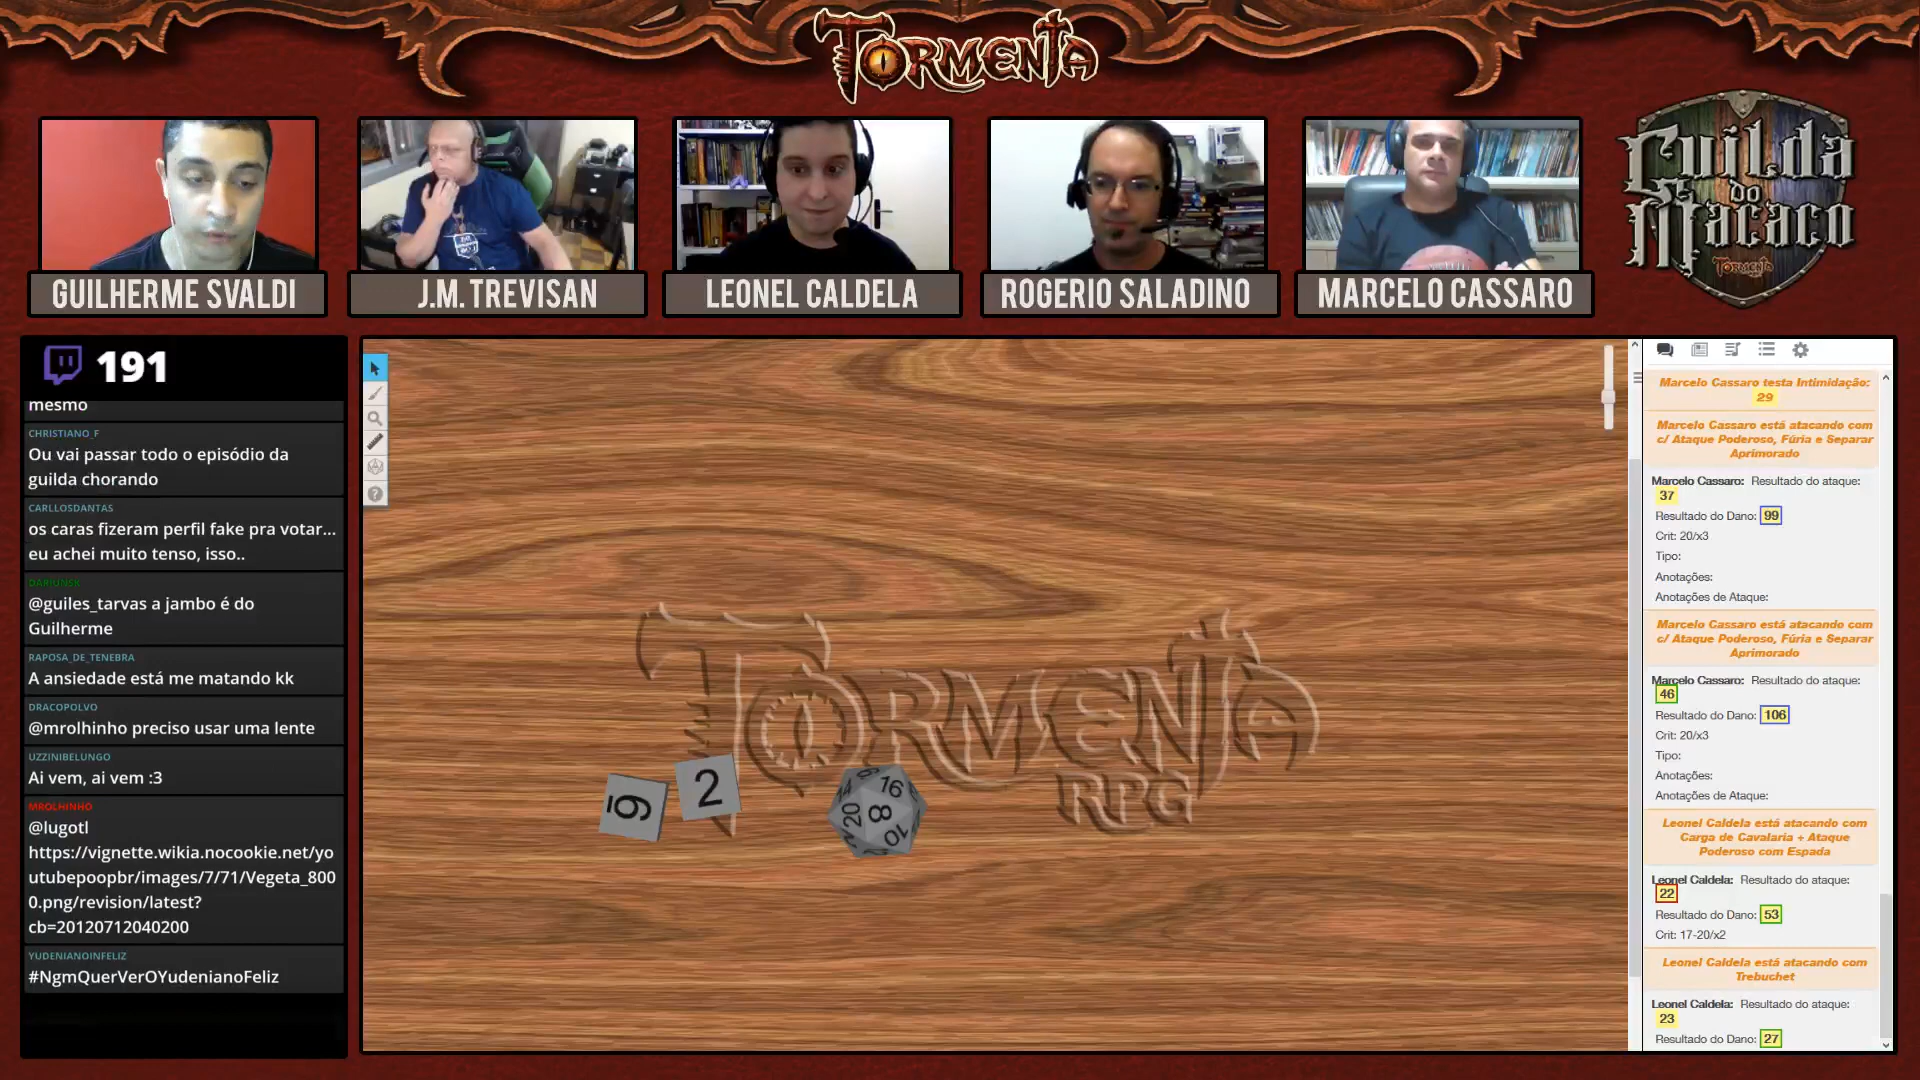 TORMENTA
GUILHERME SVALDI
J.M. TREVISAN
LEONEL CALDELA
ROGERIO SALADINO
MARCELO CASSARO
Guilda
do
Macaco
TORMENTA
191
mesmo
CHRISTIANO_F
Ou vai passar todo o episódio da
guilda chorando
CARLLOSDANTAS
os caras fizeram perfil fake pra votar...
eu achei muito tenso, isso..
DARIUNSK
@guiles_tarvas a jambo é do
Guilherme
RAPOSA_DE_TENEBRA
A ansiedade está me matando kk
DRACOPOLVO
@mrolhinho preciso usar uma lente
UZZINIBELUNGO
Ai vem, ai vem :3
MROLHINHO
@lugotl
https://vignette.wikia.nocookie.net/yo
utubepoopbr/images/7/71/Vegeta_800
0.png/revision/latest?
cb=20120712040200
YUDENIANOINFELIZ
#NgmQuerVerOYudenianoFeliz
TORMENTA
RPG
9
2
16
20
8
10
Marcelo Cassaro testa Intimidação:
29
Marcelo Cassaro está atacando com
c/ Ataque Poderoso, Fúria e Separar
Aprimorado
Marcelo Cassaro: Resultado do ataque:
37
Resultado do Dano: 99
Crit: 20/x3
Tipo:
Anotações:
Anotações de Ataque:
Marcelo Cassaro está atacando com
c/ Ataque Poderoso, Fúria e Separar
Aprimorado
Marcelo Cassaro: Resultado do ataque:
46
Resultado do Dano: 106
Crit: 20/x3
Tipo:
Anotações:
Anotações de Ataque:
Leonel Caldela está atacando com
Carga de Cavalaria + Ataque
Poderoso com Espada
Leonel Caldela: Resultado do ataque:
22
Resultado do Dano: 53
Crit: 17-20/x2
Leonel Caldela está atacando com
Trebuchet
Leonel Caldela: Resultado do ataque:
23
Resultado do Dano: 27